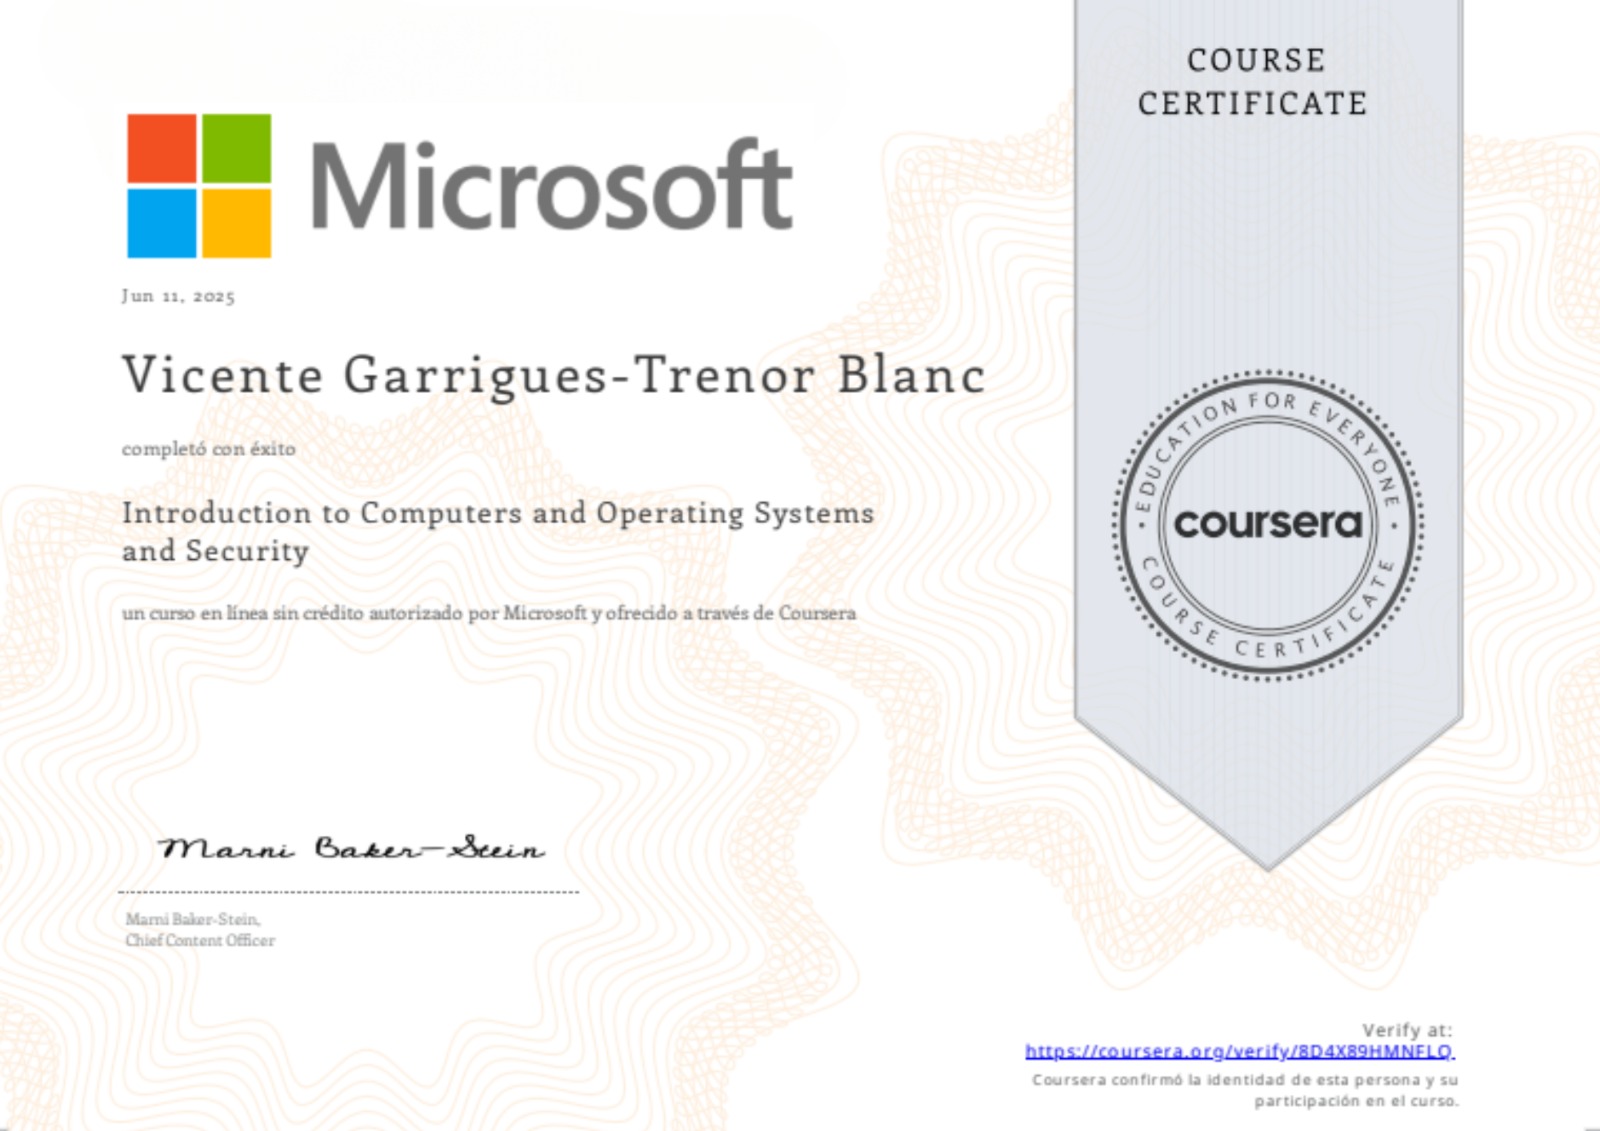 COURSE
CERTIFICATE
Microsoft
Jun 11, 2025
Vicente Garrigues-Trenor Blanc
completó con éxito
Introduction to Computers and Operating Systems
and Security
un curso en línea sin crédito autorizado por Microsoft y ofrecido a través de Coursera
EDUCATION FOR EVERYONE
coursera
COURSE CERTIFICATE
Marni Baker-Stein
Marni Baker-Stein,
Chief Content Officer
Verify at:
https://coursera.org/verify/8D4X89HMNFLQ
Coursera confirmó la identidad de esta persona y su
participación en el curso.